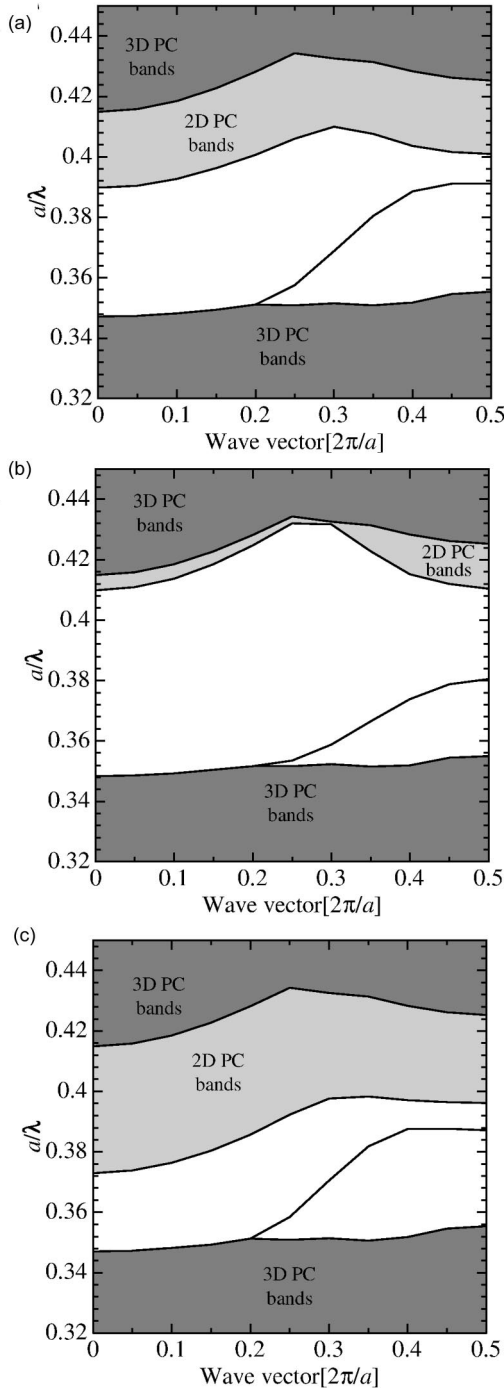 (a)
0.44
3D PC
bands
0.42
2D PC
bands
0.4
a/λ
0.38
0.36
0.34
3D PC
bands
0.32
0 0.1 0.2 0.3 0.4 0.5
Wave vector[2π/a]
(b)
0.44
3D PC
bands
0.42
2D PC
bands
0.4
a/λ
0.38
0.36
0.34
3D PC
bands
0.32
0 0.1 0.2 0.3 0.4 0.5
Wave vector[2π/a]
(c)
0.44
3D PC
bands
0.42
2D PC
bands
0.4
a/λ
0.38
0.36
0.34
3D PC
bands
0.32
0 0.1 0.2 0.3 0.4 0.5
Wave vector[2π/a]